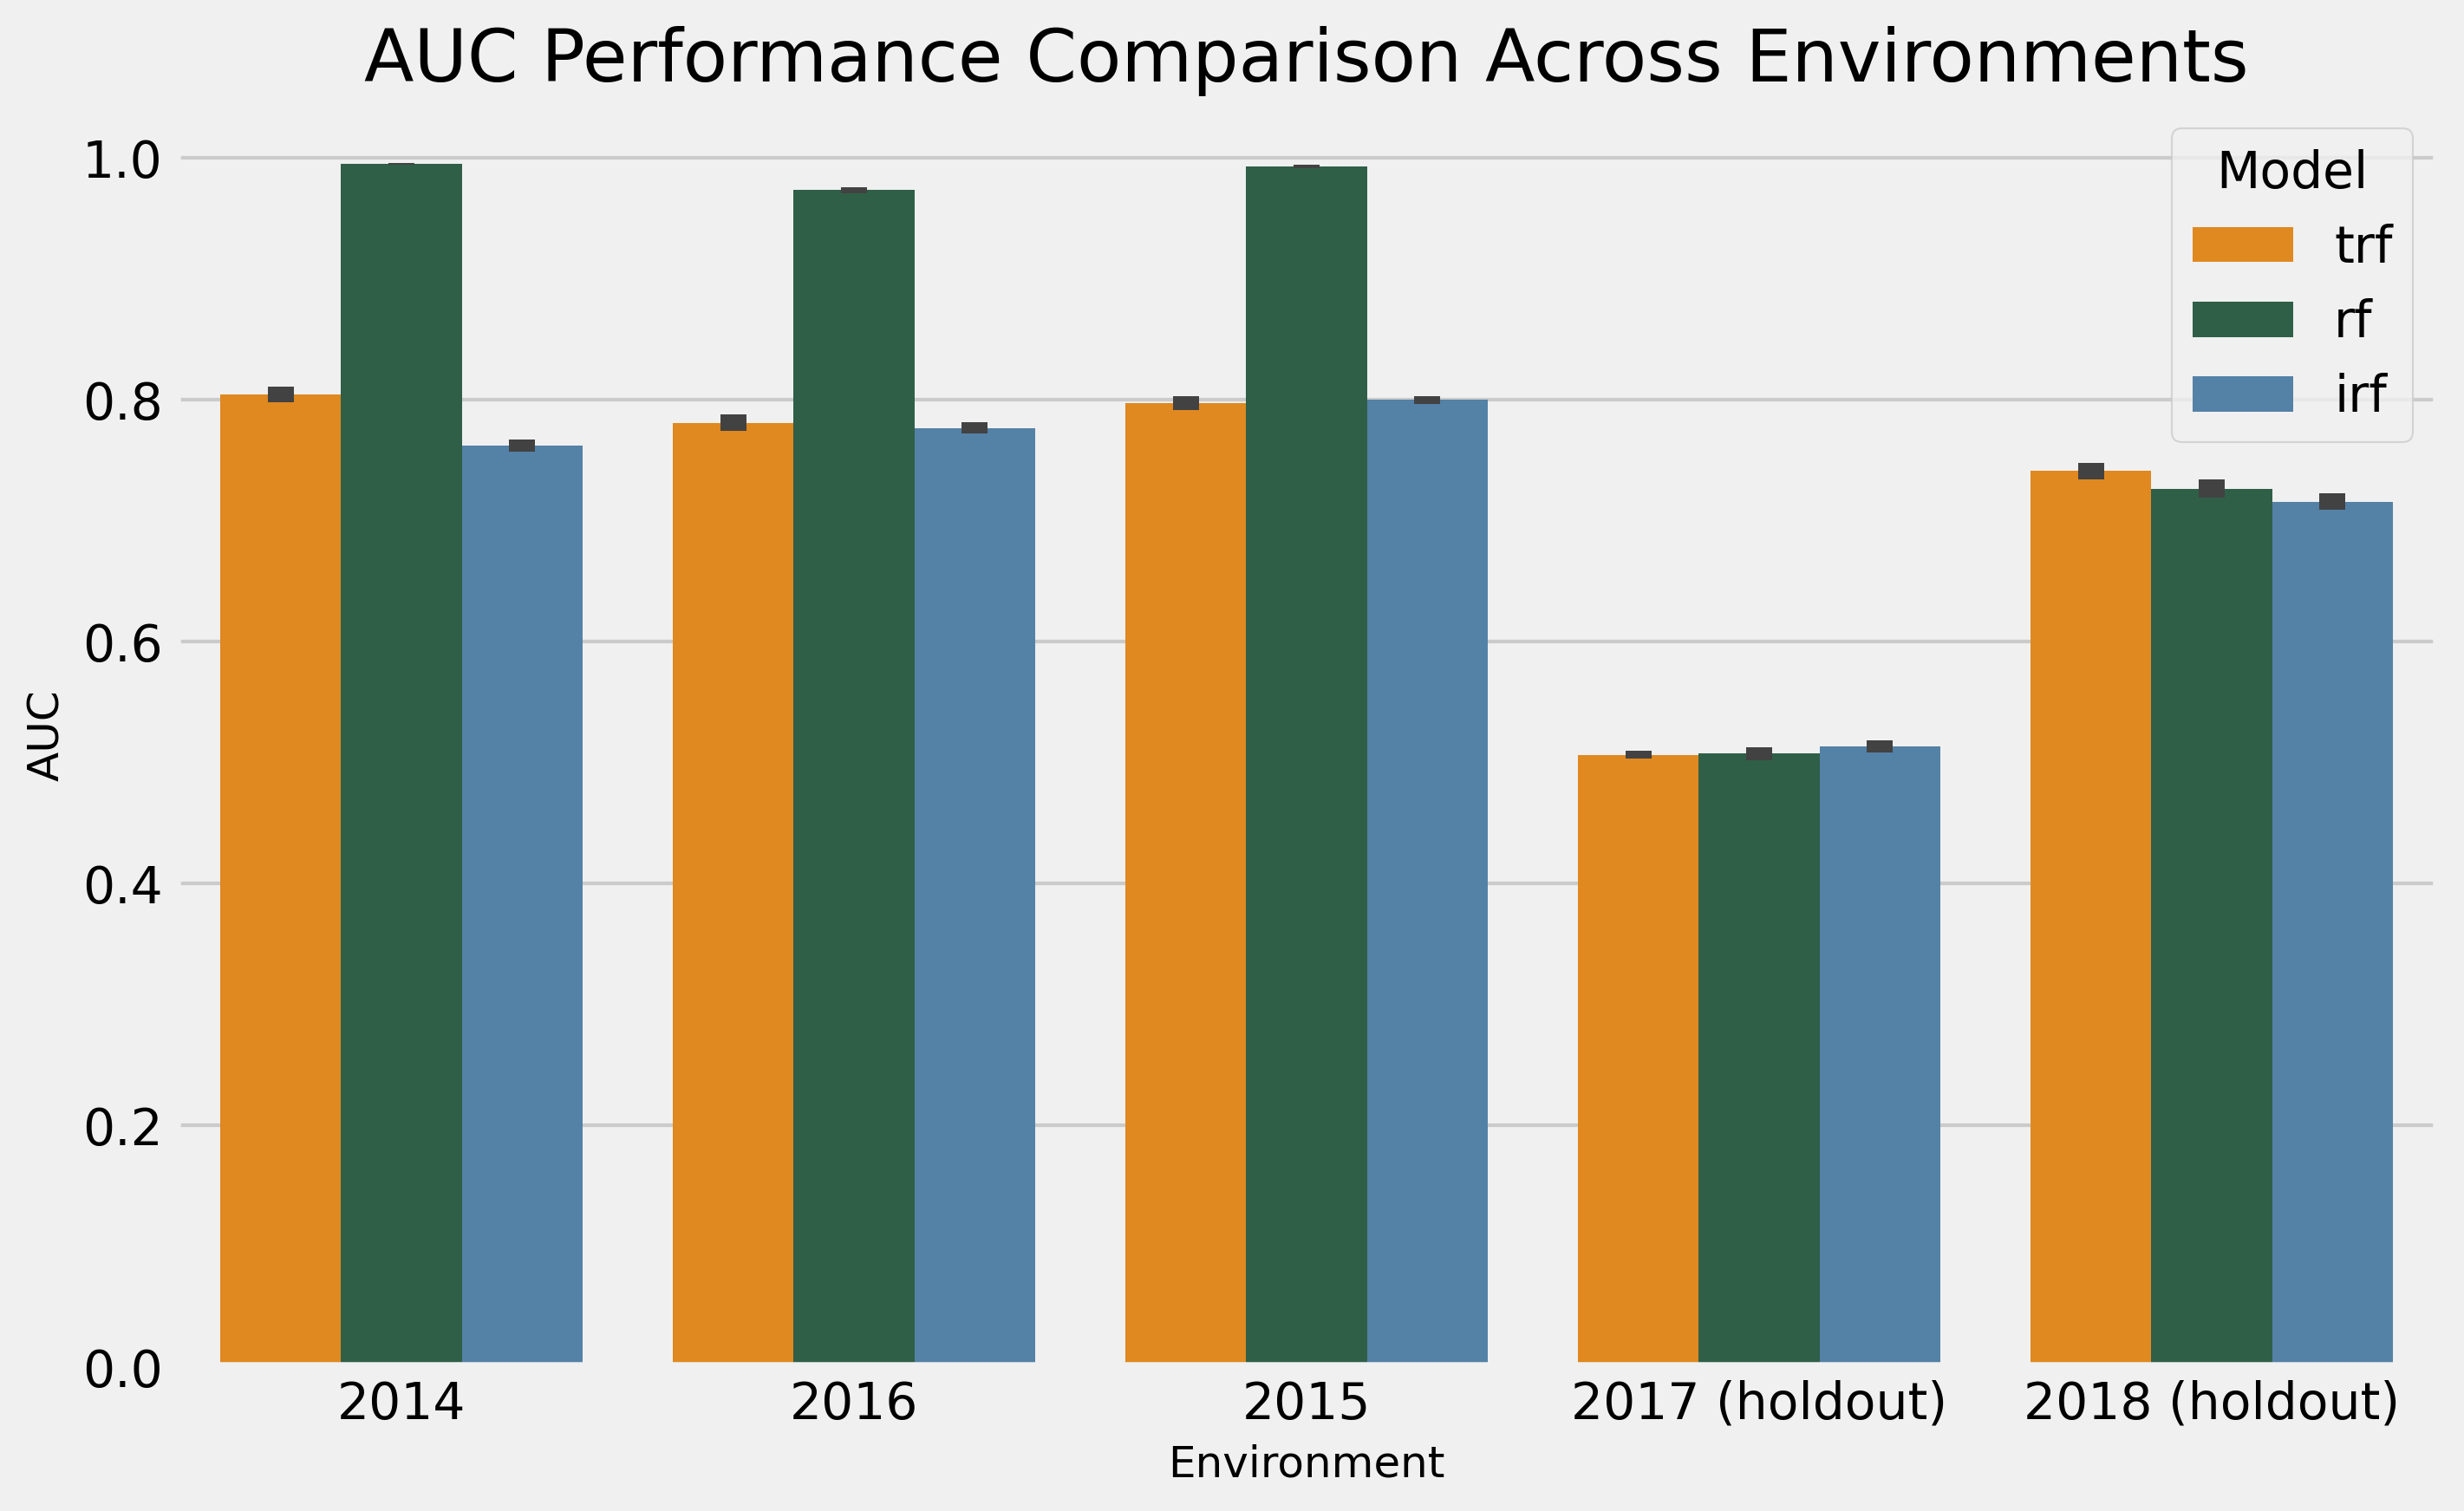 AUC Performance Comparison Across Environments
1.0
0.8
0.6
0.4
0.2
0.0
AUC
Model
trf
rf
irf
2014
2016
2015
2017 (holdout)
2018 (holdout)
Environment